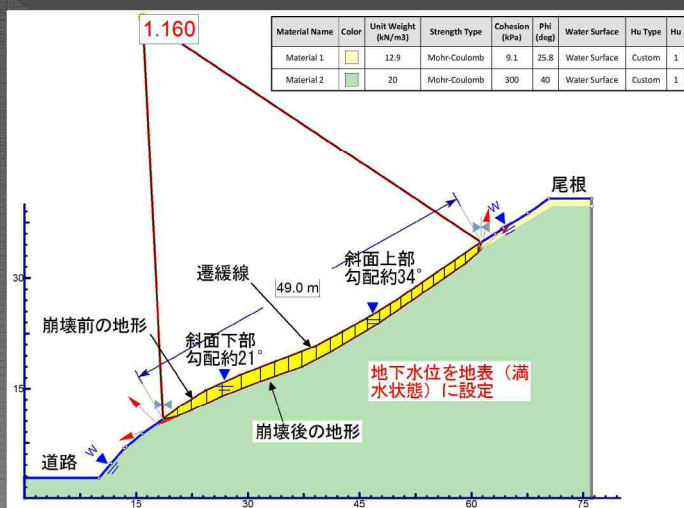 1.160
Material Name Color Unit Weight (kN/m3) Strength Type Cohesion (kPa) Phi (deg) Water Surface Hu Type Hu
Material 1 12.9 Mohr-Coulomb 9.1 25.8 Water Surface Custom 1
Material 2 20 Mohr-Coulomb 300 40 Water Surface Custom 1
尾根
W
斜面上部
勾配約34°
遷緩線
49.0 m
30
崩壊前の地形
斜面下部
勾配約21°
地下水位を地表（満
水状態）に設定
15
崩壊後の地形
W
道路
15
30
45
60
75